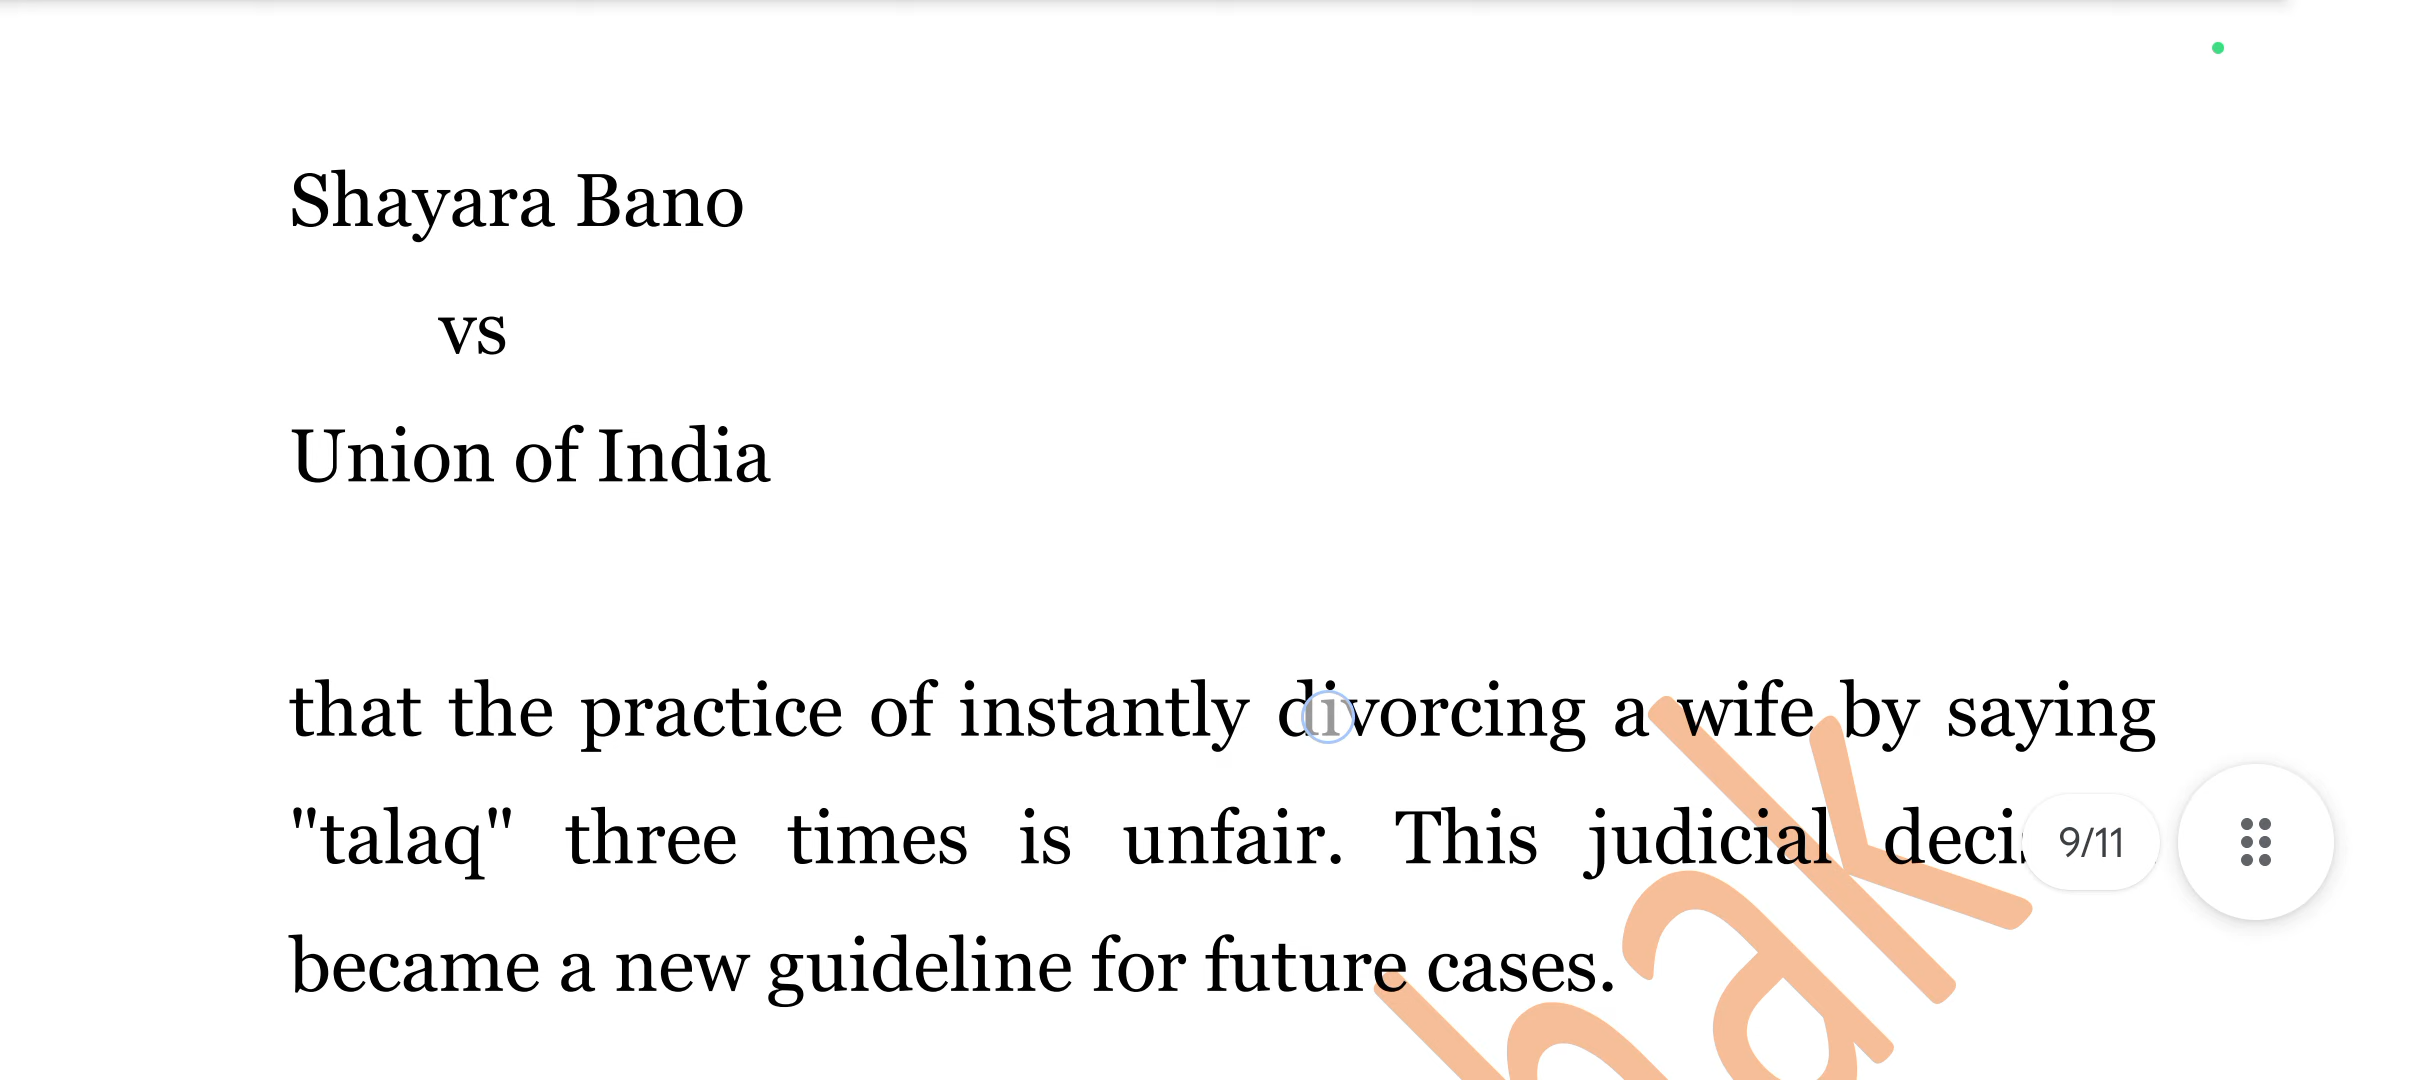 Shayara Bano
vs
Union of India
that the practice of instantly divorcing a wife by saying
"talaq" three times is unfair. This judicial
9/11
became a new guideline for future cases.